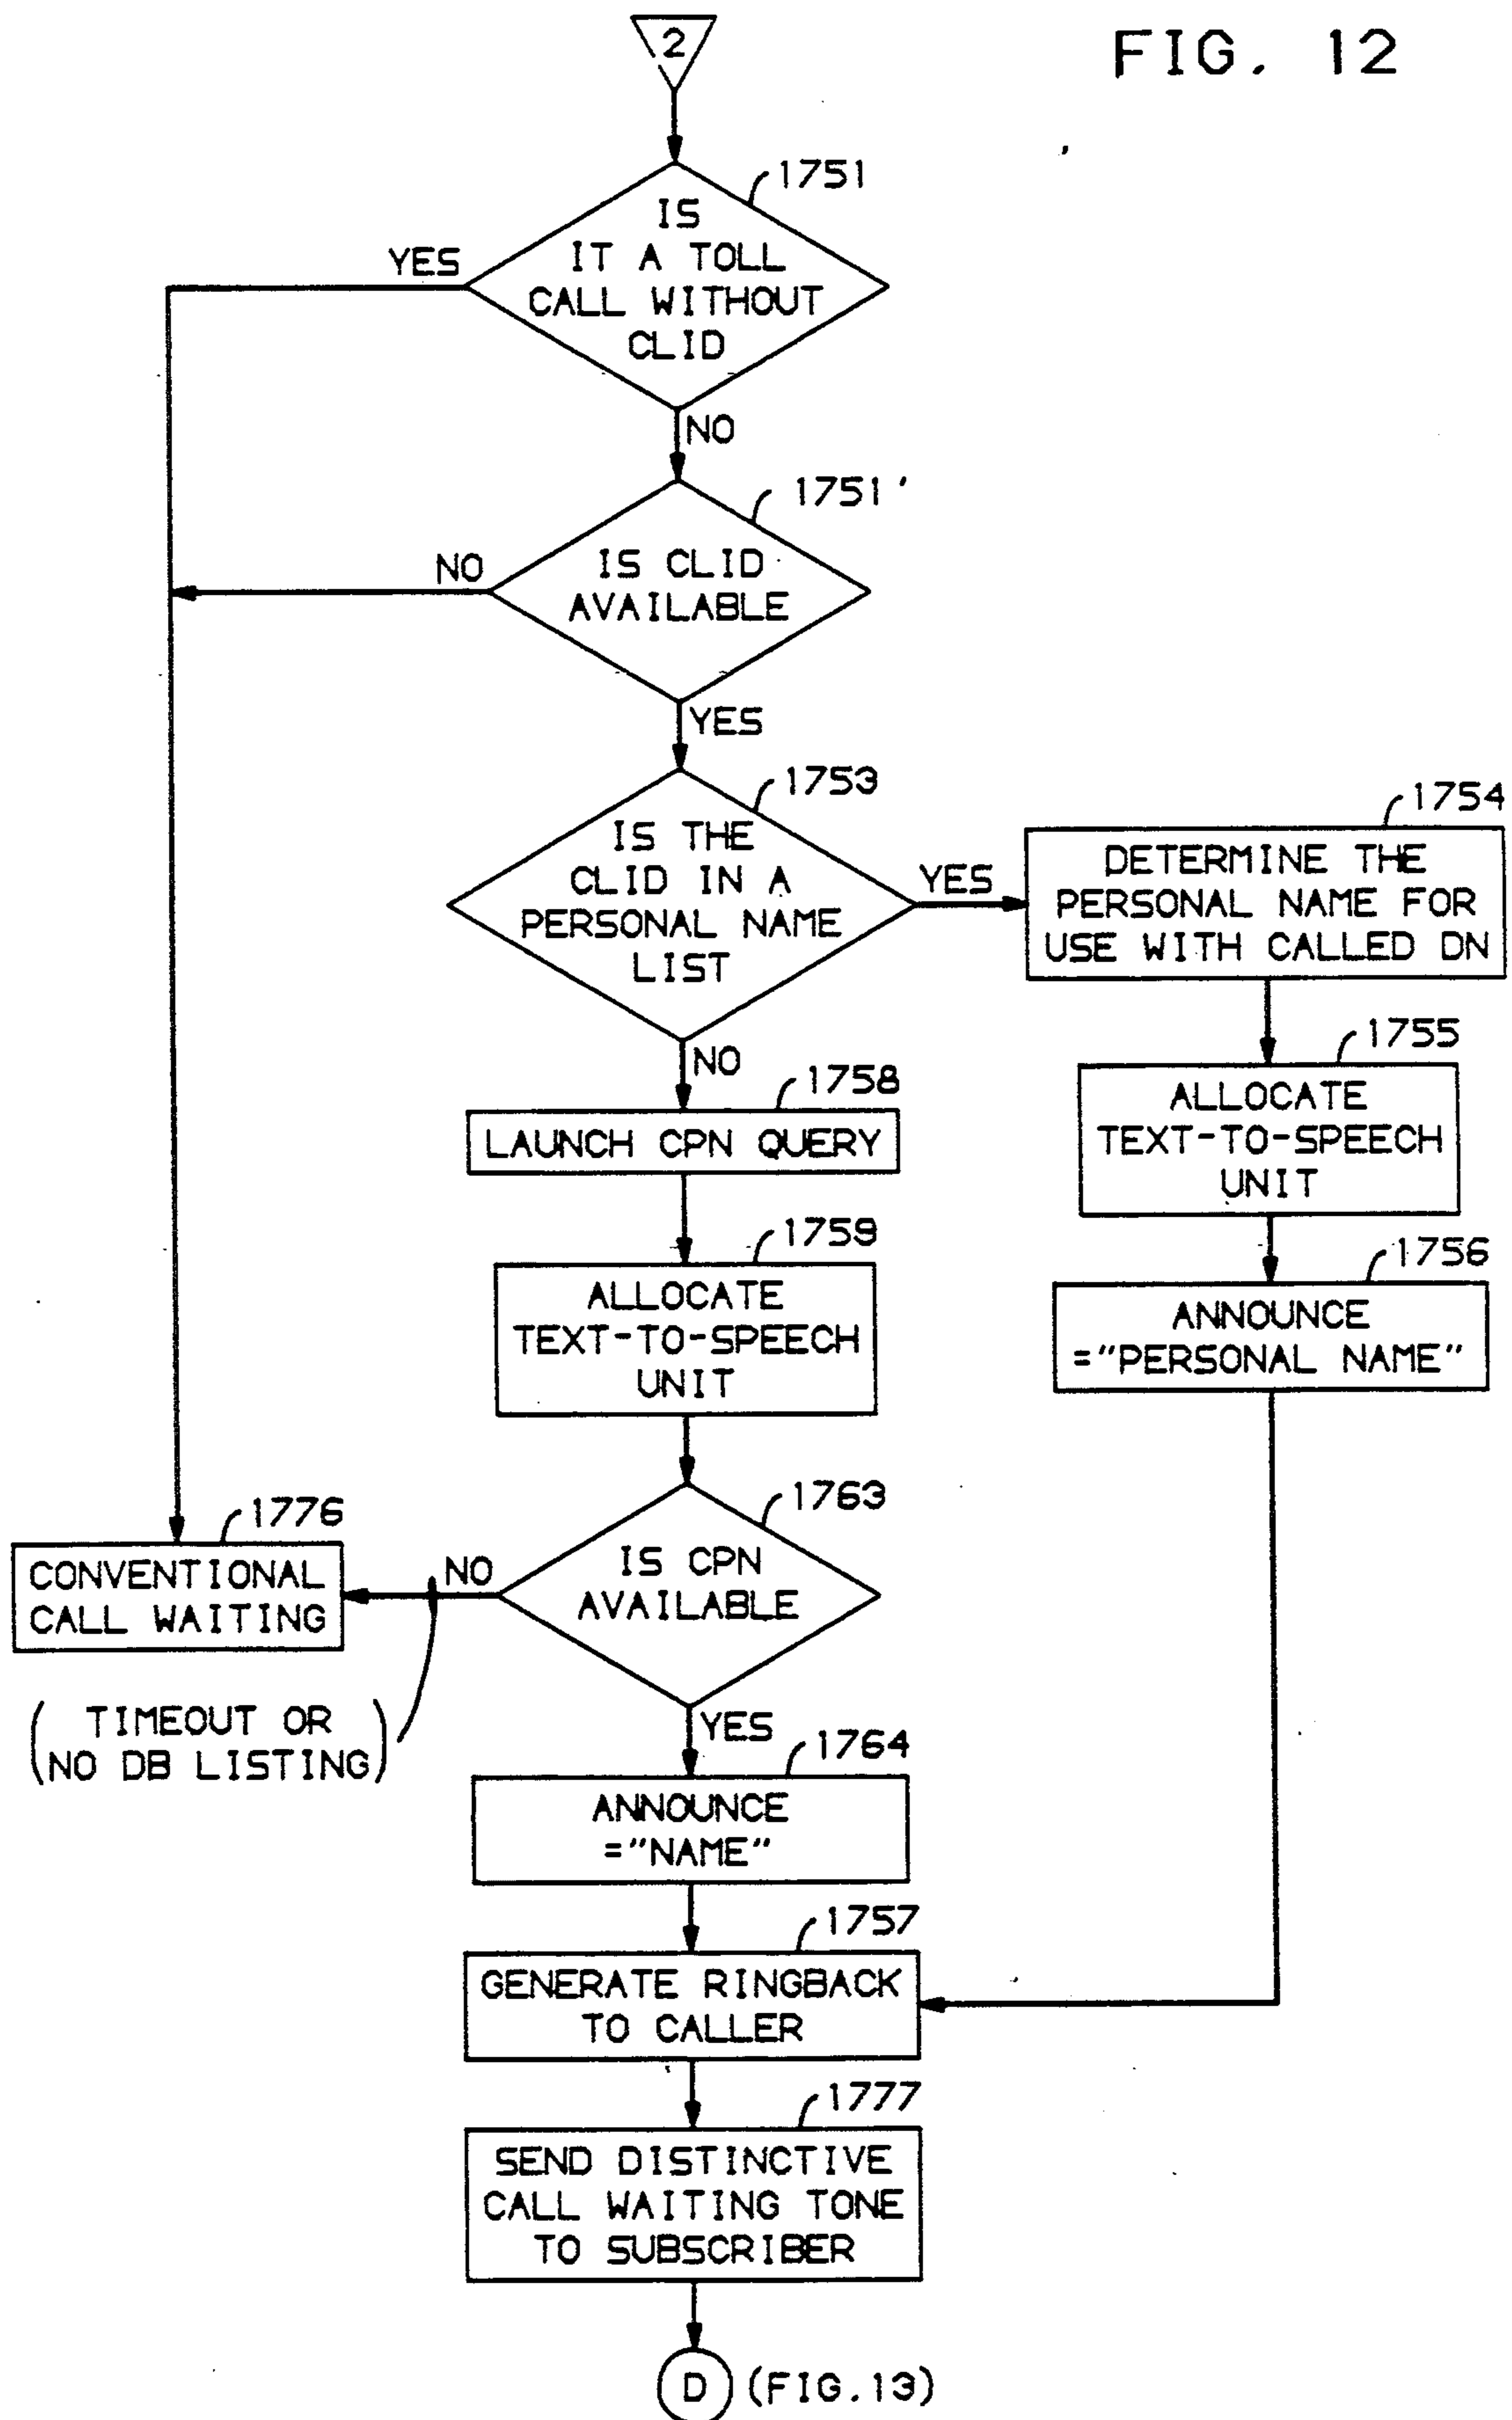 FIG. 12
2
1751
IS
IT A TOLL
CALL WITHOUT
CLID
YES
NO
1751'
IS CLID
AVAILABLE
NO
YES
1753
IS THE
CLID IN A
PERSONAL NAME
LIST
YES
NO
1754
DETERMINE THE
PERSONAL NAME FOR
USE WITH CALLED DN
1755
ALLOCATE
TEXT-TO-SPEECH
UNIT
1756
ANNOUNCE
="PERSONAL NAME"
1758
LAUNCH CPN QUERY
1759
ALLOCATE
TEXT-TO-SPEECH
UNIT
1763
IS CPN
AVAILABLE
NO
YES
1776
CONVENTIONAL
CALL WAITING
(TIMEOUT OR
NO DB LISTING)
1764
ANNOUNCE
="NAME"
1757
GENERATE RINGBACK
TO CALLER
1777
SEND DISTINCTIVE
CALL WAITING TONE
TO SUBSCRIBER
D (FIG.13)